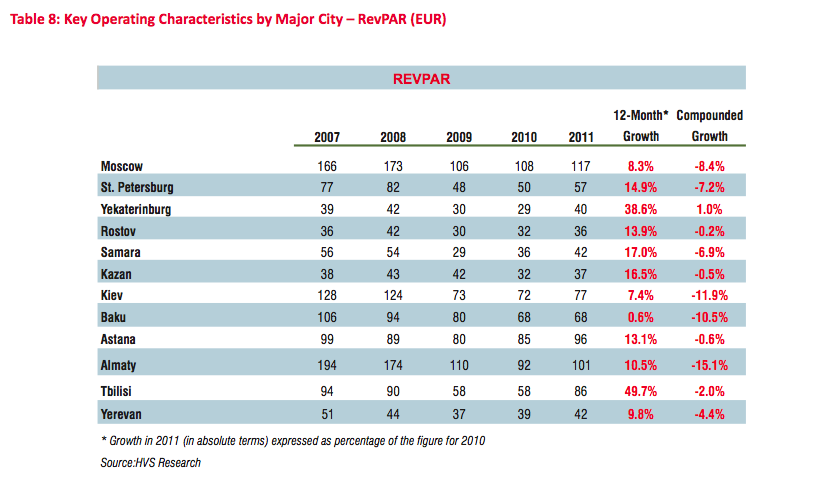 Table 8: Key Operating Characteristics by Major City – RevPAR (EUR)
REVPAR
12-Month* Compounded
2007 2008 2009 2010 2011 Growth Growth
Moscow 166 173 106 108 117 8.3% -8.4%
St. Petersburg 77 82 48 50 57 14.9% -7.2%
Yekaterinburg 39 42 30 29 40 38.6% 1.0%
Rostov 36 42 30 32 36 13.9% -0.2%
Samara 56 54 29 36 42 17.0% -6.9%
Kazan 38 43 42 32 37 16.5% -0.5%
Kiev 128 124 73 72 77 7.4% -11.9%
Baku 106 94 80 68 68 0.6% -10.5%
Astana 99 89 80 85 96 13.1% -0.6%
Almaty 194 174 110 92 101 10.5% -15.1%
Tbilisi 94 90 58 58 86 49.7% -2.0%
Yerevan 51 44 37 39 42 9.8% -4.4%
* Growth in 2011 (in absolute terms) expressed as percentage of the figure for 2010
Source:HVS Research